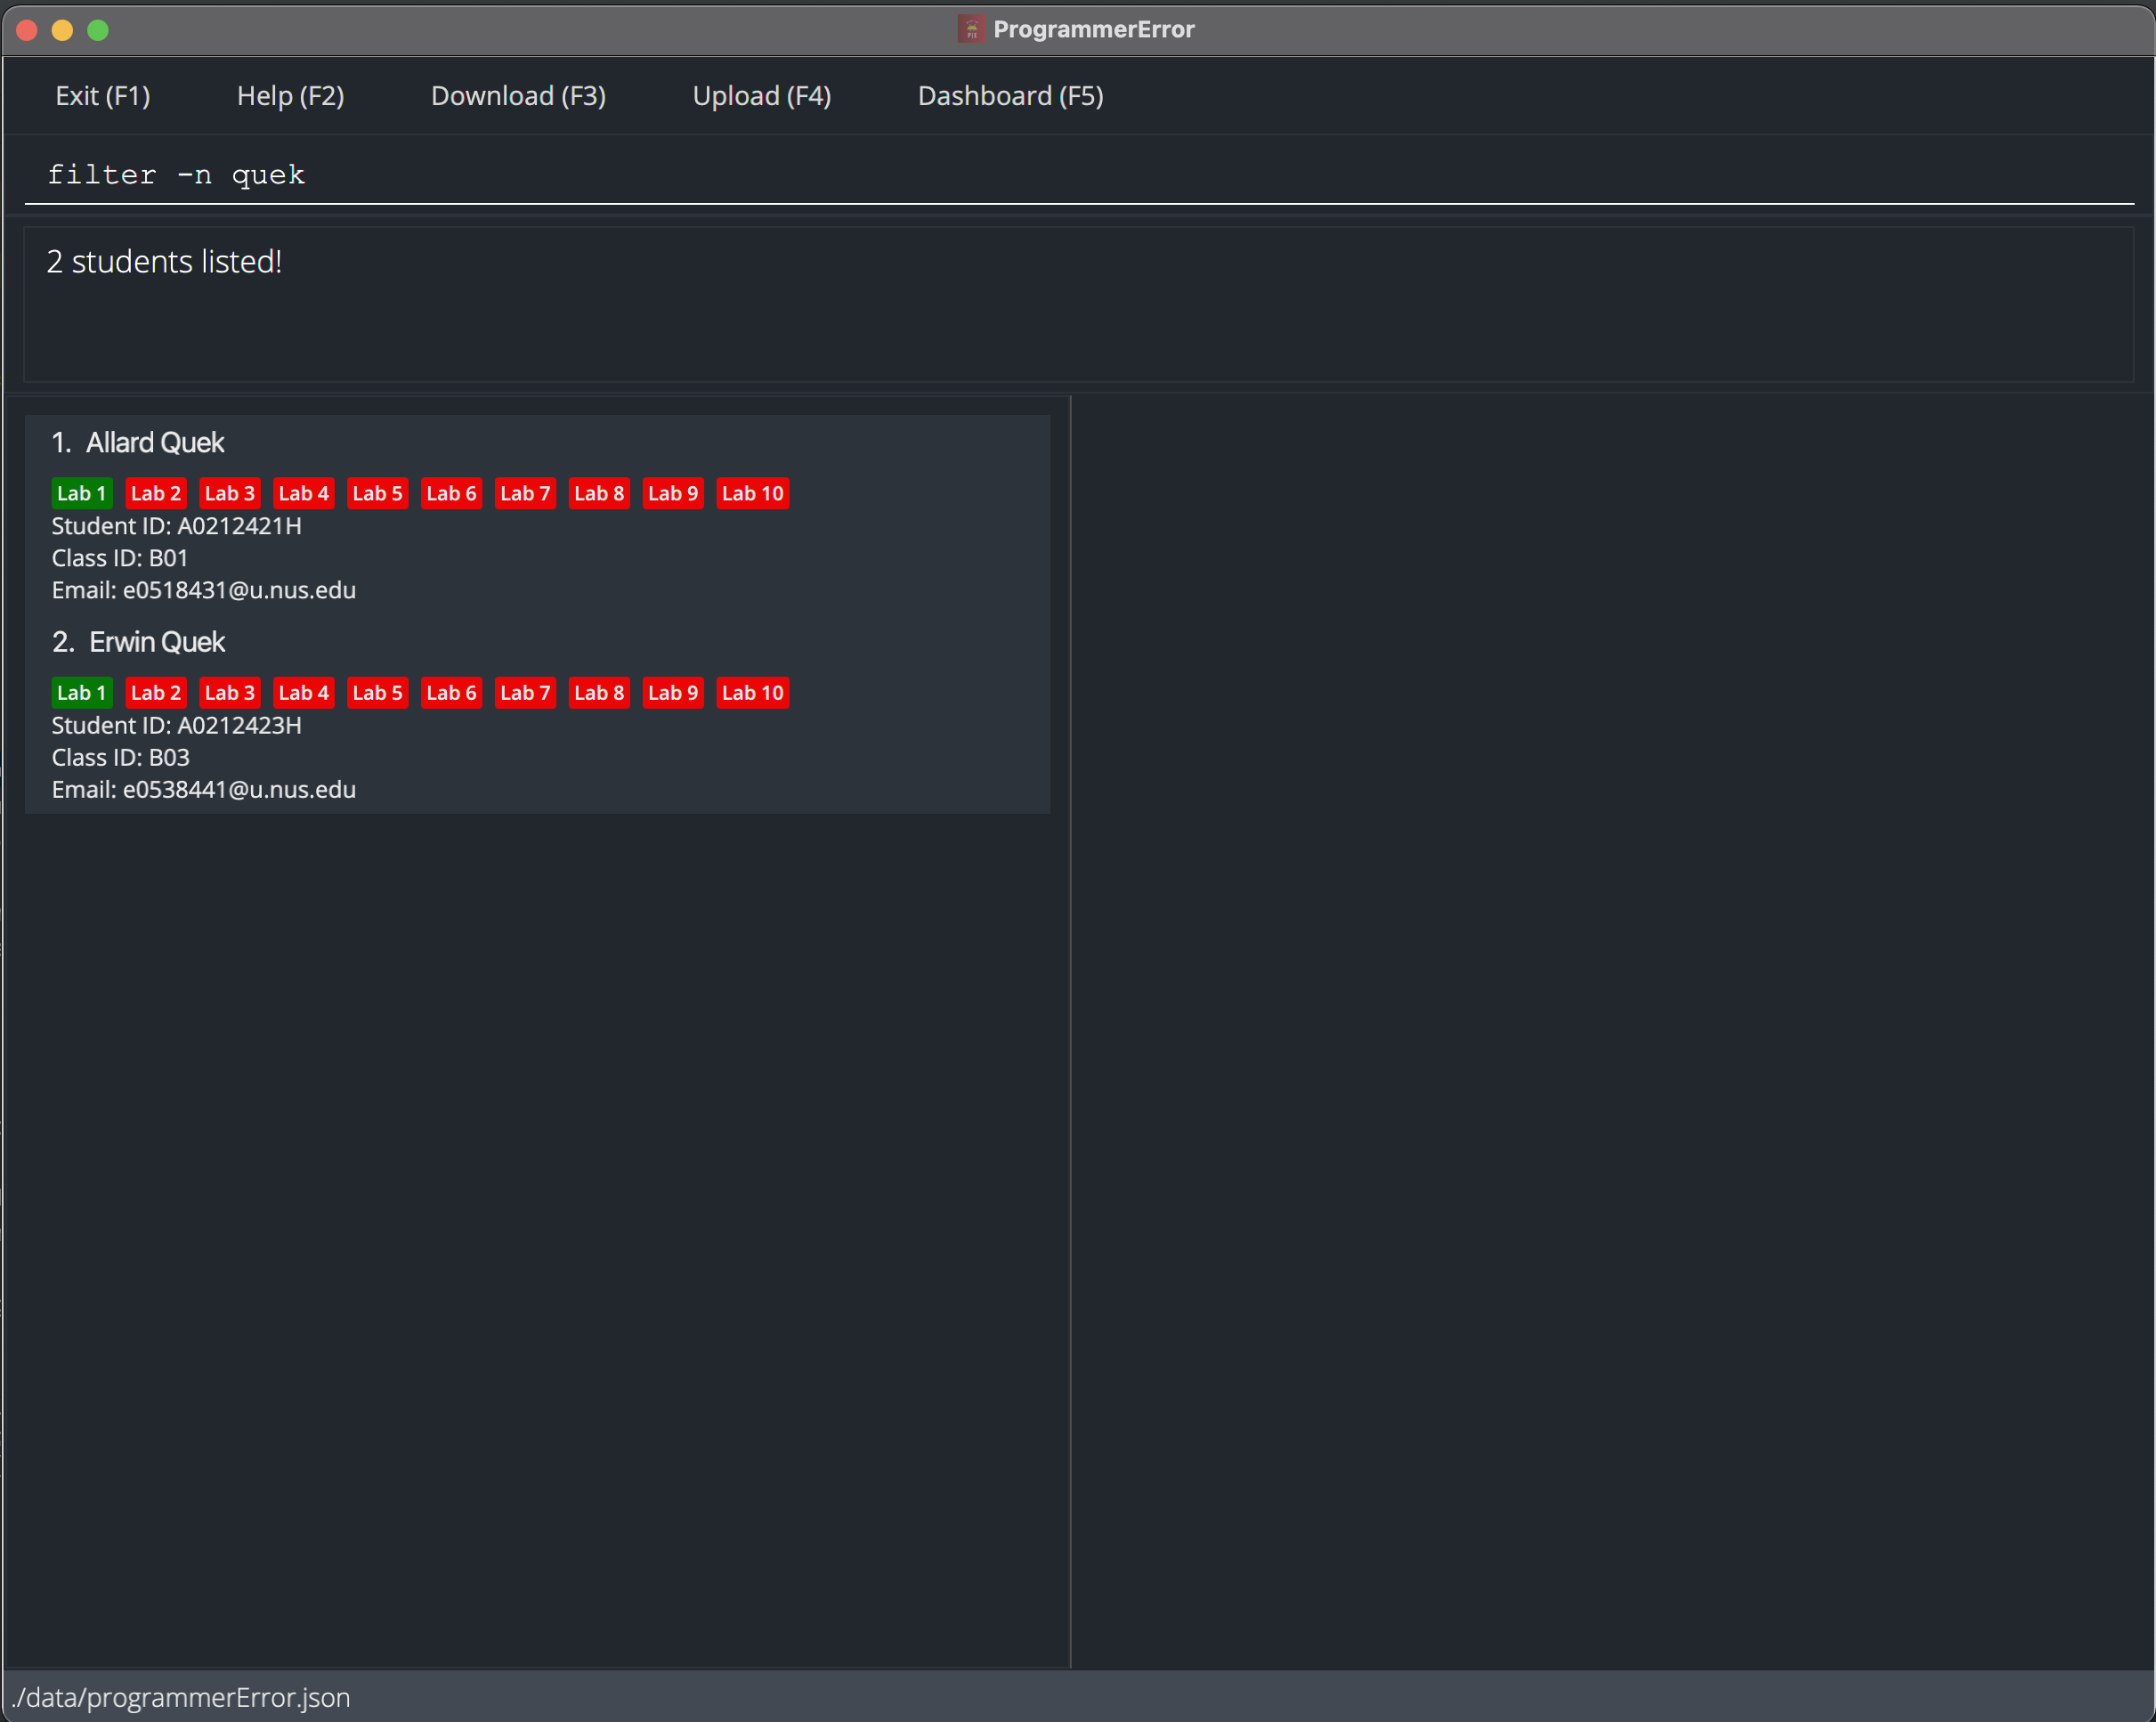 ProgrammerError
Exit (F1) Help (F2) Download (F3) Upload (F4) Dashboard (F5)
filter -n quek
2 students listed!
1. Allard Quek
Lab 1 Lab 2 Lab 3 Lab 4 Lab 5 Lab 6 Lab 7 Lab 8 Lab 9 Lab 10
Student ID: A0212421H
Class ID: B01
Email: e0518431@u.nus.edu
2. Erwin Quek
Lab 1 Lab 2 Lab 3 Lab 4 Lab 5 Lab 6 Lab 7 Lab 8 Lab 9 Lab 10
Student ID: A0212423H
Class ID: B03
Email: e0538441@u.nus.edu
./data/programmerError.json